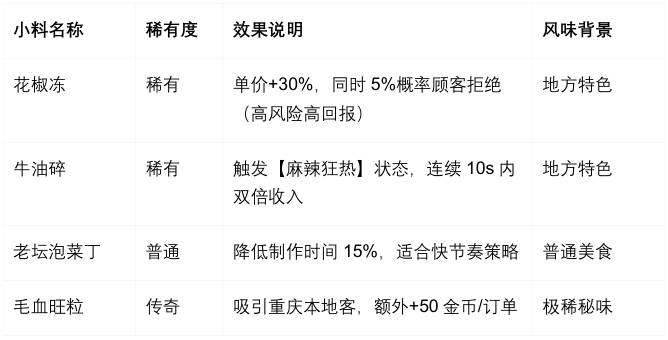 小料名称 稀有度 效果说明 风味背景
花椒冻 稀有 单价+30%，同时 5%概率顾客拒绝 地方特色
（高风险高回报）
牛油碎 稀有 触发【麻辣狂热】状态，连续 10s 内 地方特色
双倍收入
老坛泡菜丁 普通 降低制作时间 15%，适合快节奏策略 普通美食
毛血旺粒 传奇 吸引重庆本地客，额外+50 金币/订单 极稀秘味